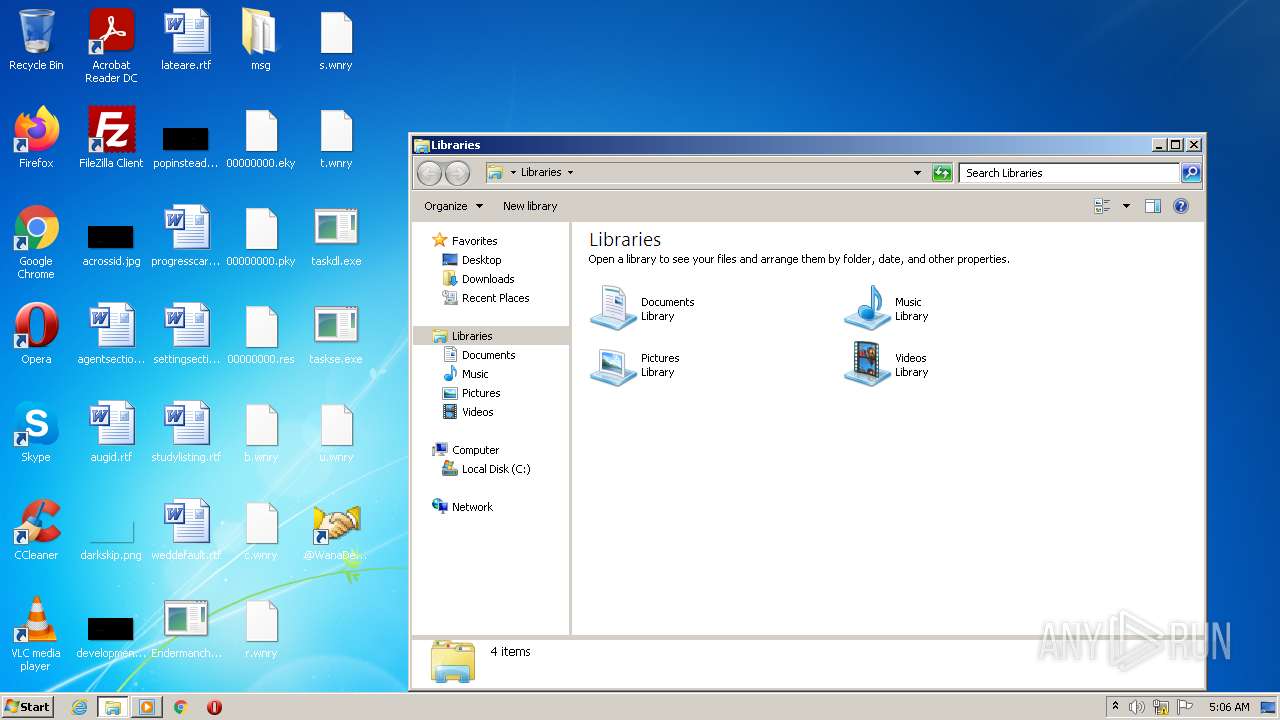 Recycle Bin
Acrobat
Reader DC
lateare.rtf
msg
s.wnry
Firefox
FileZilla Client
popinstead...
00000000.eky
t.wnry
Google
Chrome
acrossid.jpg
progresscar...
00000000.pky
taskdl.exe
Opera
agentsectio...
settingsecti...
00000000.res
taskse.exe
Skype
augid.rtf
studylisting.rtf
b.wnry
u.wnry
CCleaner
darkskip.png
weddefault.rtf
c.wnry
@WanaDe...
VLC media
player
developmen...
Endermanch...
r.wnry
Libraries
Libraries
Search Libraries
Organize
New library
Favorites
Desktop
Downloads
Recent Places
Libraries
Documents
Music
Pictures
Videos
Computer
Local Disk (C:)
Network
Libraries
Open a library to see your files and arrange them by folder, date, and other properties.
Documents
Library
Music
Library
Pictures
Library
Videos
Library
4 items
ANY RUN
Start
5:06 AM